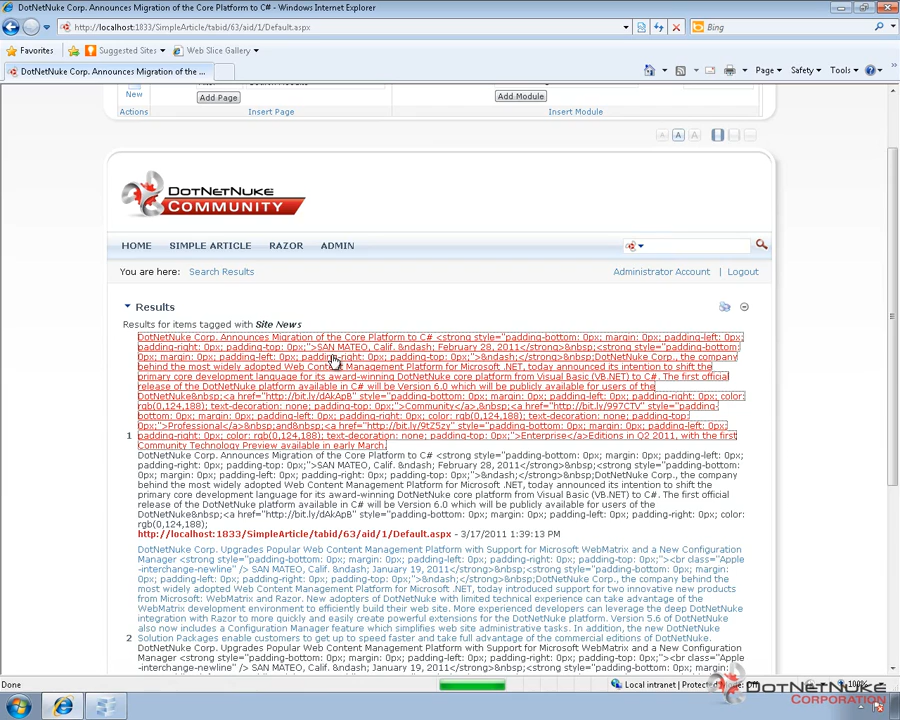 DotNetNuke Corp. Announces Migration of the Core Platform to C# - Windows Internet Explorer
http://localhost:1833/SimpleArticle/tabid/63/aid/1/Default.aspx
Bing
Favorites
Suggested Sites
Web Slice Gallery
DotNetNuke Corp. Announces Migration of the ...
Page
Safety
Tools
New
Add Page
Add Module
Actions
Insert Page
Insert Module
A A A
DOTNETNUKE
COMMUNITY
HOME SIMPLE ARTICLE RAZOR ADMIN
You are here: Search Results
Administrator Account | Logout
Results
Results for items tagged with Site News
DotNetNuke Corp. Announces Migration of the Core Platform to C# <strong style="padding-bottom: 0px; margin: 0px; padding-left: 0px;
padding-right: 0px; padding-top: 0px;">SAN MATEO, Calif. &ndash; February 28, 2011</strong>&nbsp;<strong style="padding-bottom:
0px; margin: 0px; padding-left: 0px; padding-right: 0px; padding-top: 0px;">&ndash;</strong>&nbsp;DotNetNuke Corp., the company
behind the most widely adopted Web Content Management Platform for Microsoft .NET, today announced its intention to shift the
primary core development language for its award-winning DotNetNuke core platform from Visual Basic (VB.NET) to C#. The first official
release of the DotNetNuke platform available in C# will be Version 6.0 which will be publicly available for users of the
DotNetNuke&nbsp;<a href="http://bit.ly/dAkApB" style="padding-bottom: 0px; margin: 0px; padding-left: 0px; padding-right: 0px; color:
rgb(0,124,188); text-decoration: none; padding-top: 0px;">Community</a>,&nbsp;<a href="http://bit.ly/997CTV" style="padding-
bottom: 0px; margin: 0px; padding-left: 0px; padding-right: 0px; color: rgb(0,124,188); text-decoration: none; padding-top:
0px;">Professional</a>&nbsp;and&nbsp;<a href="http://bit.ly/9tZ5zy" style="padding-bottom: 0px; margin: 0px; padding-left: 0px;
1 padding-right: 0px; color: rgb(0,124,188); text-decoration: none; padding-top: 0px;">Enterprise</a>Editions in Q2 2011, with the first
Community Technology Preview available in early March.
DotNetNuke Corp. Announces Migration of the Core Platform to C# <strong style="padding-bottom: 0px; margin: 0px; padding-left: 0px;
padding-right: 0px; padding-top: 0px;">SAN MATEO, Calif. &ndash; February 28, 2011</strong>&nbsp;<strong style="padding-bottom:
0px; margin: 0px; padding-left: 0px; padding-right: 0px; padding-top: 0px;">&ndash;</strong>&nbsp;DotNetNuke Corp., the company
behind the most widely adopted Web Content Management Platform for Microsoft .NET, today announced its intention to shift the
primary core development language for its award-winning DotNetNuke core platform from Visual Basic (VB.NET) to C#. The first official
release of the DotNetNuke platform available in C# will be Version 6.0 which will be publicly available for users of the
DotNetNuke&nbsp;<a href="http://bit.ly/dAkApB" style="padding-bottom: 0px; margin: 0px; padding-left: 0px; padding-right: 0px; color:
rgb(0,124,188);
http://localhost:1833/SimpleArticle/tabid/63/aid/1/Default.aspx - 3/17/2011 1:39:13 PM
DotNetNuke Corp. Upgrades Popular Web Content Management Platform with Support for Microsoft WebMatrix and a New Configuration
Manager <strong style="padding-bottom: 0px; margin: 0px; padding-left: 0px; padding-right: 0px; padding-top: 0px;"><br class="Apple
-interchange-newline" /> SAN MATEO, Calif. &ndash; January 19, 2011</strong>&nbsp;<strong style="padding-bottom: 0px; margin:
0px; padding-left: 0px; padding-right: 0px; padding-top: 0px;">&ndash;</strong>&nbsp;DotNetNuke Corp., the company behind the
most widely adopted Web Content Management Platform for Microsoft .NET, today introduced support for two innovative new products
from Microsoft: WebMatrix and Razor. New adopters of DotNetNuke with limited technical experience can take advantage of the
WebMatrix development environment to efficiently build their web site. More experienced developers can leverage the deep DotNetNuke
integration with Razor to more quickly and easily create powerful extensions for the DotNetNuke platform. Version 5.6 of DotNetNuke
also now includes a Configuration Manager feature which simplifies web site administrative tasks. In addition, the new DotNetNuke
2 Solution Packages enable customers to get up to speed faster and take full advantage of the commercial editions of DotNetNuke.
DotNetNuke Corp. Upgrades Popular Web Content Management Platform with Support for Microsoft WebMatrix and a New Configuration
Manager <strong style="padding-bottom: 0px; margin: 0px; padding-left: 0px; padding-right: 0px; padding-top: 0px;"><br class="Apple
-interchange-newline" /> SAN MATEO, Calif. &ndash; January 19, 2011</strong>&nbsp;<strong style="padding-bottom: 0px; margin:
Done
Local intranet | Protected
DOTNETNUKE
CORPORATION